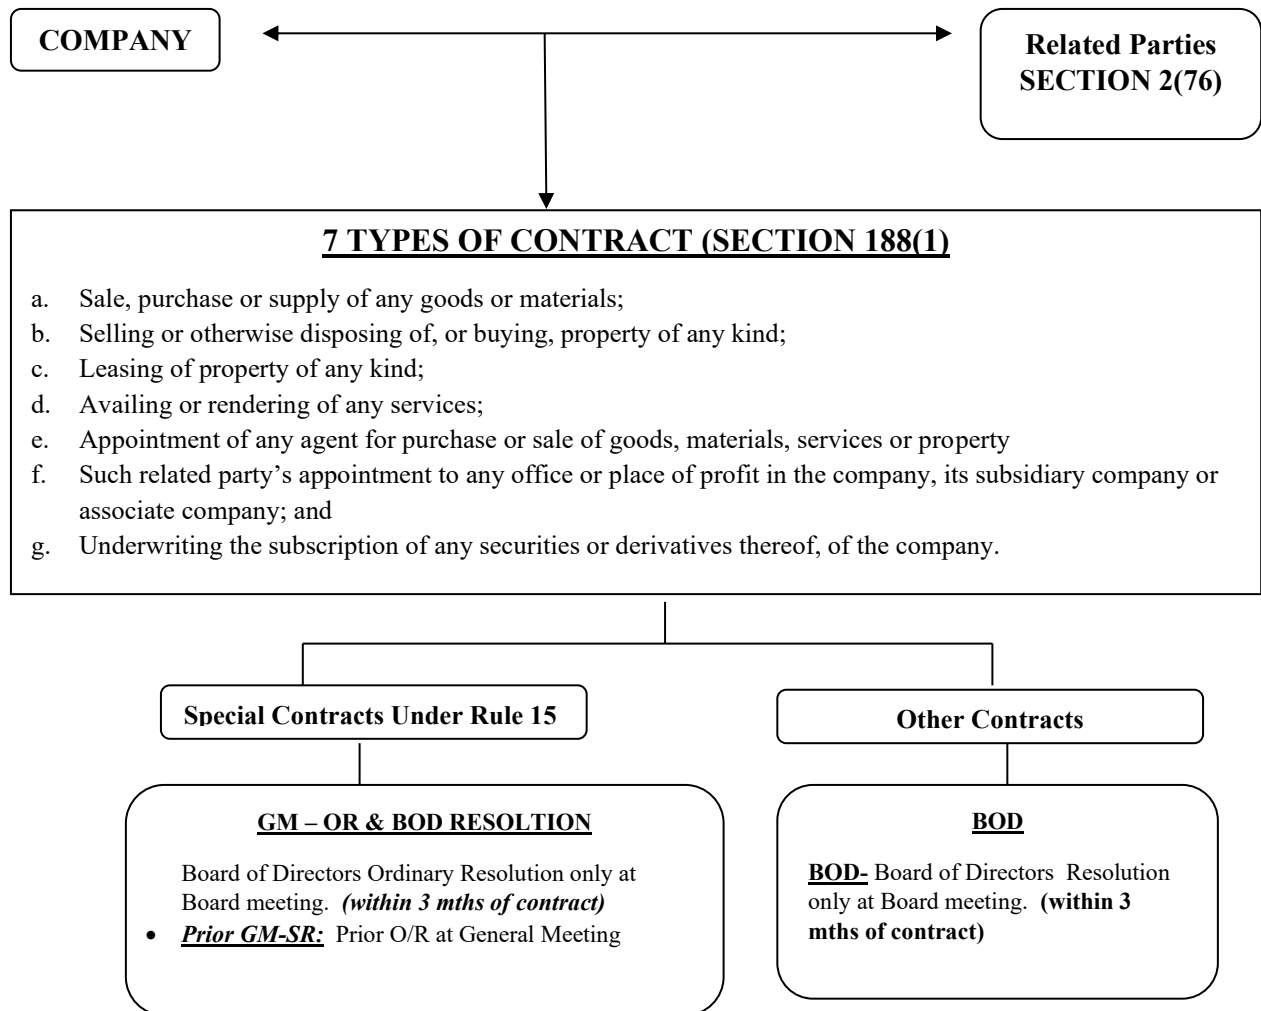 COMPANY
Related Parties
SECTION 2(76)
7 TYPES OF CONTRACT (SECTION 188(1)
a. Sale, purchase or supply of any goods or materials;
b. Selling or otherwise disposing of, or buying, property of any kind;
c. Leasing of property of any kind;
d. Availing or rendering of any services;
e. Appointment of any agent for purchase or sale of goods, materials, services or property
f. Such related party’s appointment to any office or place of profit in the company, its subsidiary company or
associate company; and
g. Underwriting the subscription of any securities or derivatives thereof, of the company.
Special Contracts Under Rule 15
Other Contracts
GM – OR & BOD RESOLTION
Board of Directors Ordinary Resolution only at
Board meeting. (within 3 mths of contract)
• Prior GM-SR: Prior O/R at General Meeting
BOD
BOD- Board of Directors Resolution
only at Board meeting. (within 3
mths of contract)